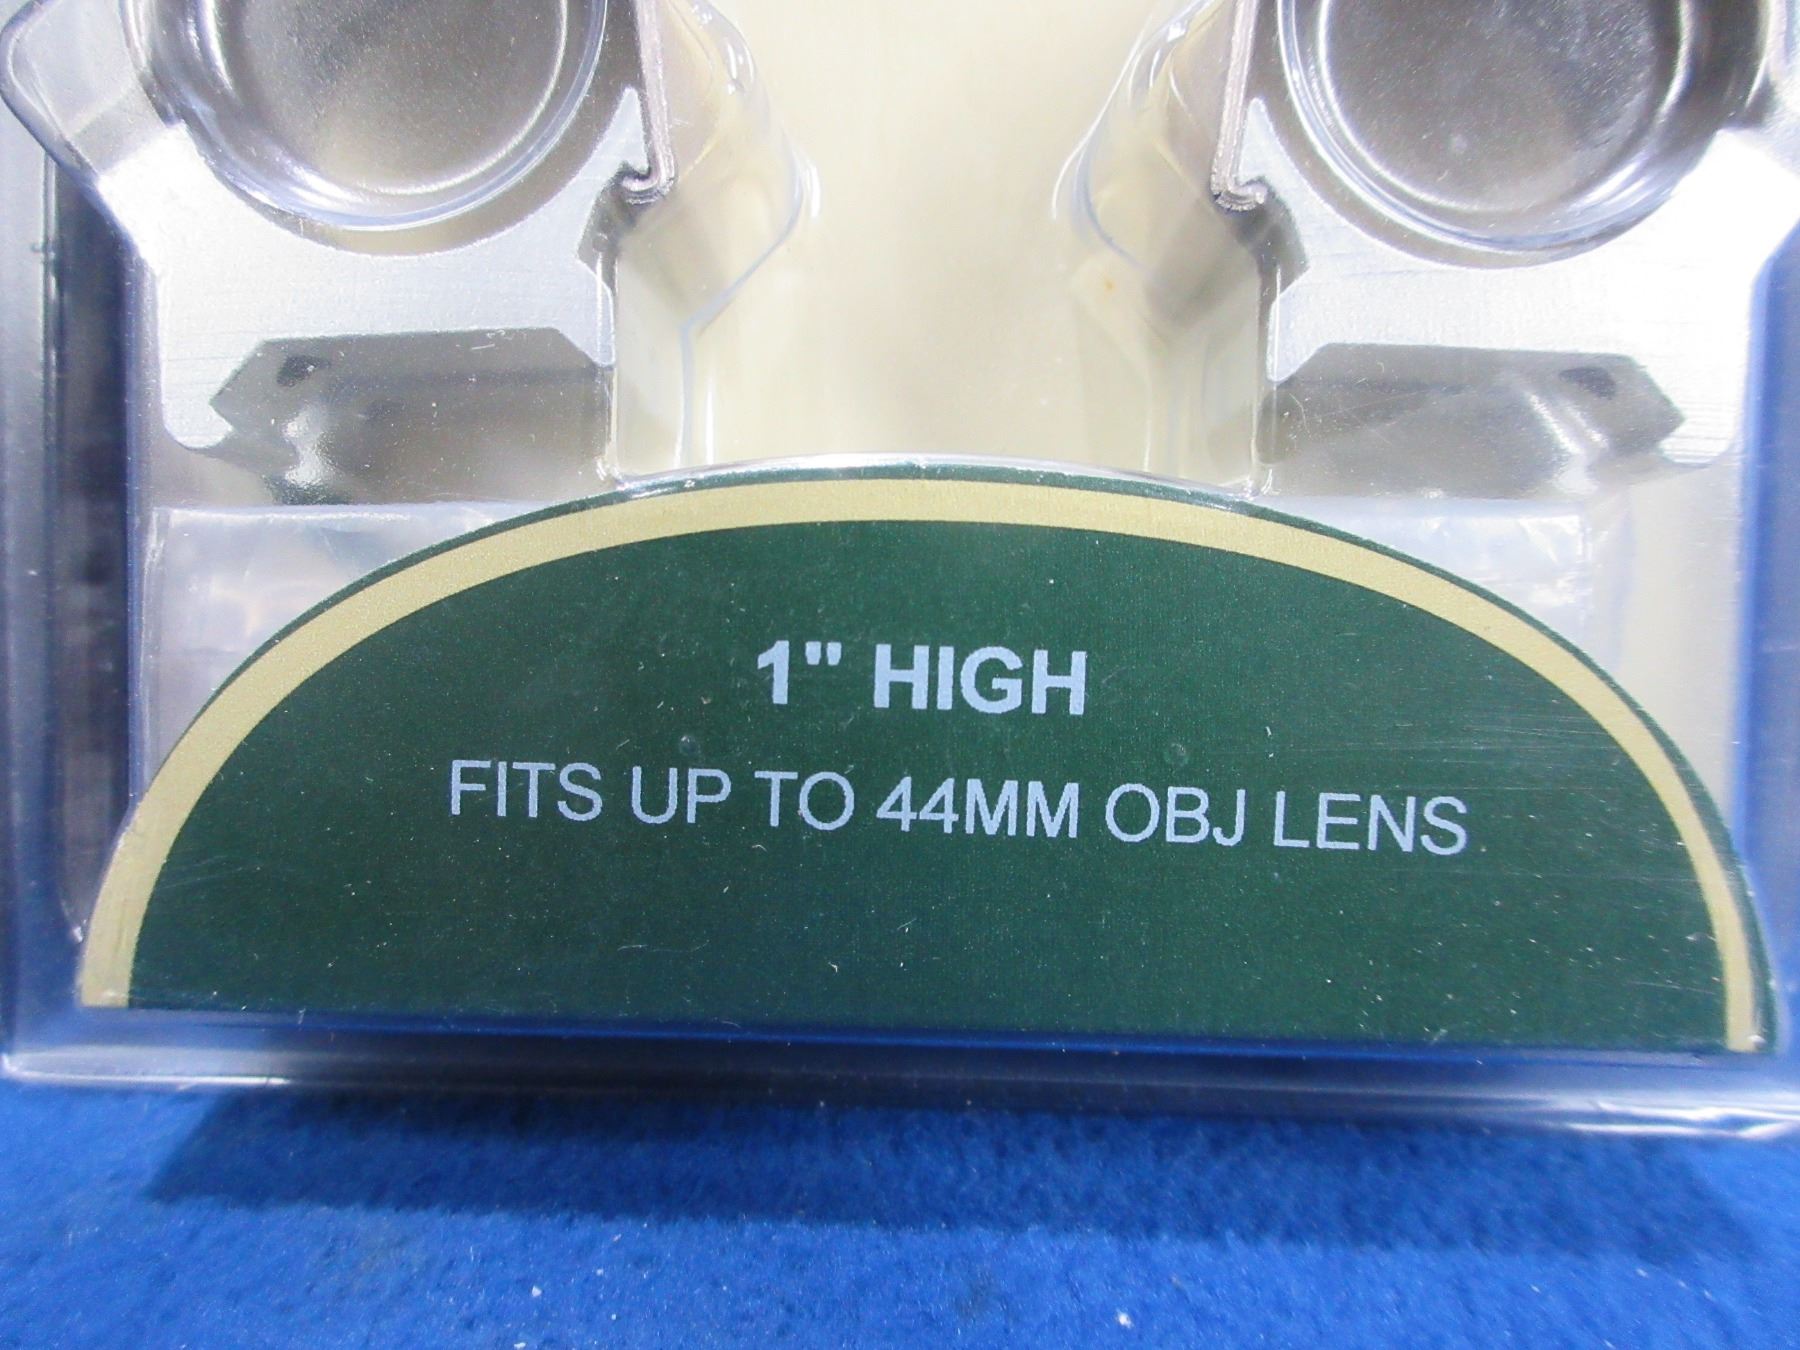 1" HIGH
FITS UP TO 44MM OBJ LENS